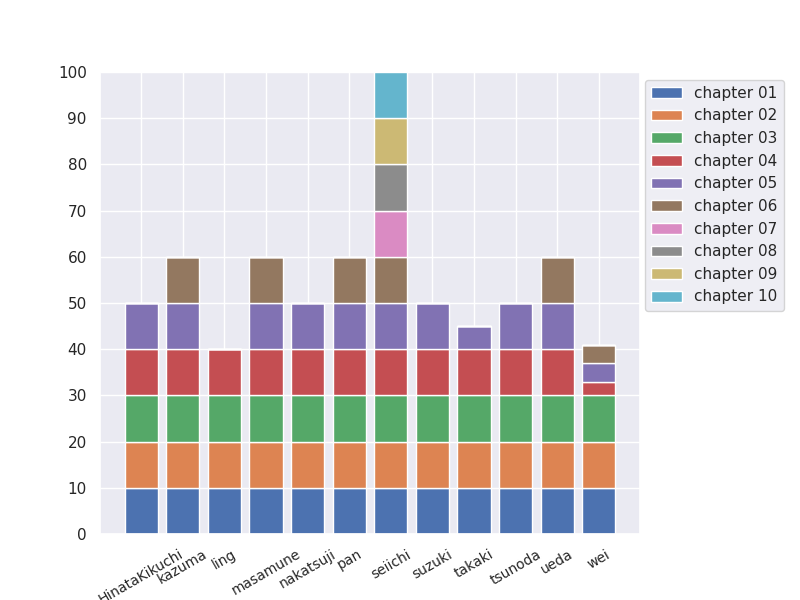 100
90
80
70
60
50
40
30
20
10
0
HinataKikuchi
kazuma
ling
masamune
nakatsuji
pan
seiichi
suzuki
takaki
tsunoda
ueda
wei
chapter 01
chapter 02
chapter 03
chapter 04
chapter 05
chapter 06
chapter 07
chapter 08
chapter 09
chapter 10